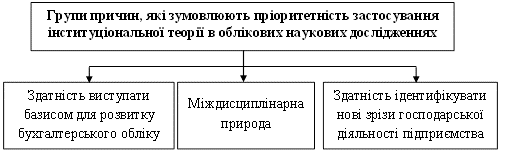 Групи причин, які зумовлюють пріоритетність застосування
інституціональної теорії в облікових наукових дослідженнях
Здатність виступати
базисом для розвитку
бухгалтерського обліку
Міждисциплінарна
природа
Здатність ідентифікувати
нові зрізи господарської
діяльності підприємства